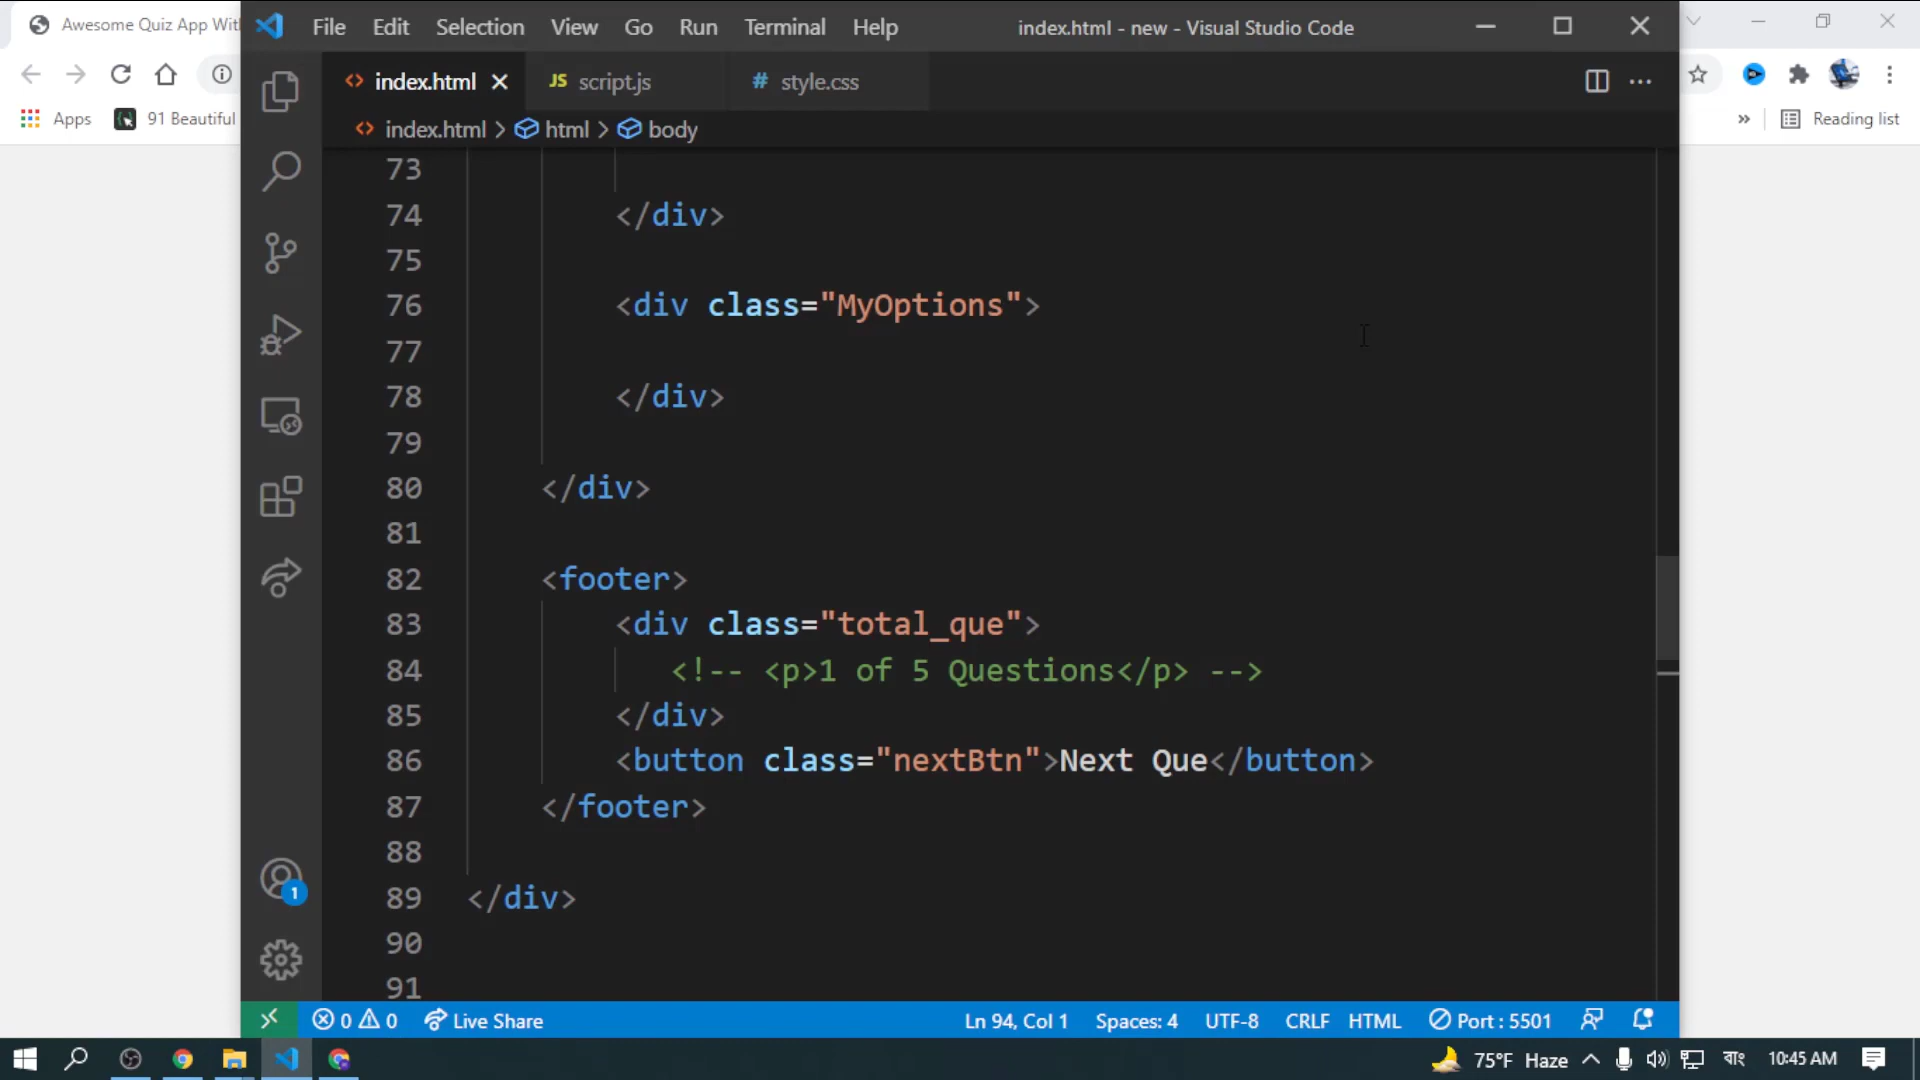 Awesome Quiz App Wit
File Edit Selection View Go Run Terminal Help
index.html - new - Visual Studio Code
Apps
91 Beautiful
Reading list
index.html
JS script.js
# style.css
index.html > html > body
73
74 </div>
75
76 <div class="MyOptions">
77
78 </div>
79
80 </div>
81
82 <footer>
83 <div class="total_que">
84 <!-- <p>1 of 5 Questions</p> -->
85 </div>
86 <button class="nextBtn">Next Que</button>
87 </footer>
88
89 </div>
90
91
1
0 0 Live Share
Ln 94, Col 1 Spaces: 4 UTF-8 CRLF HTML Port : 5501
75°F Haze বাং 10:45 AM